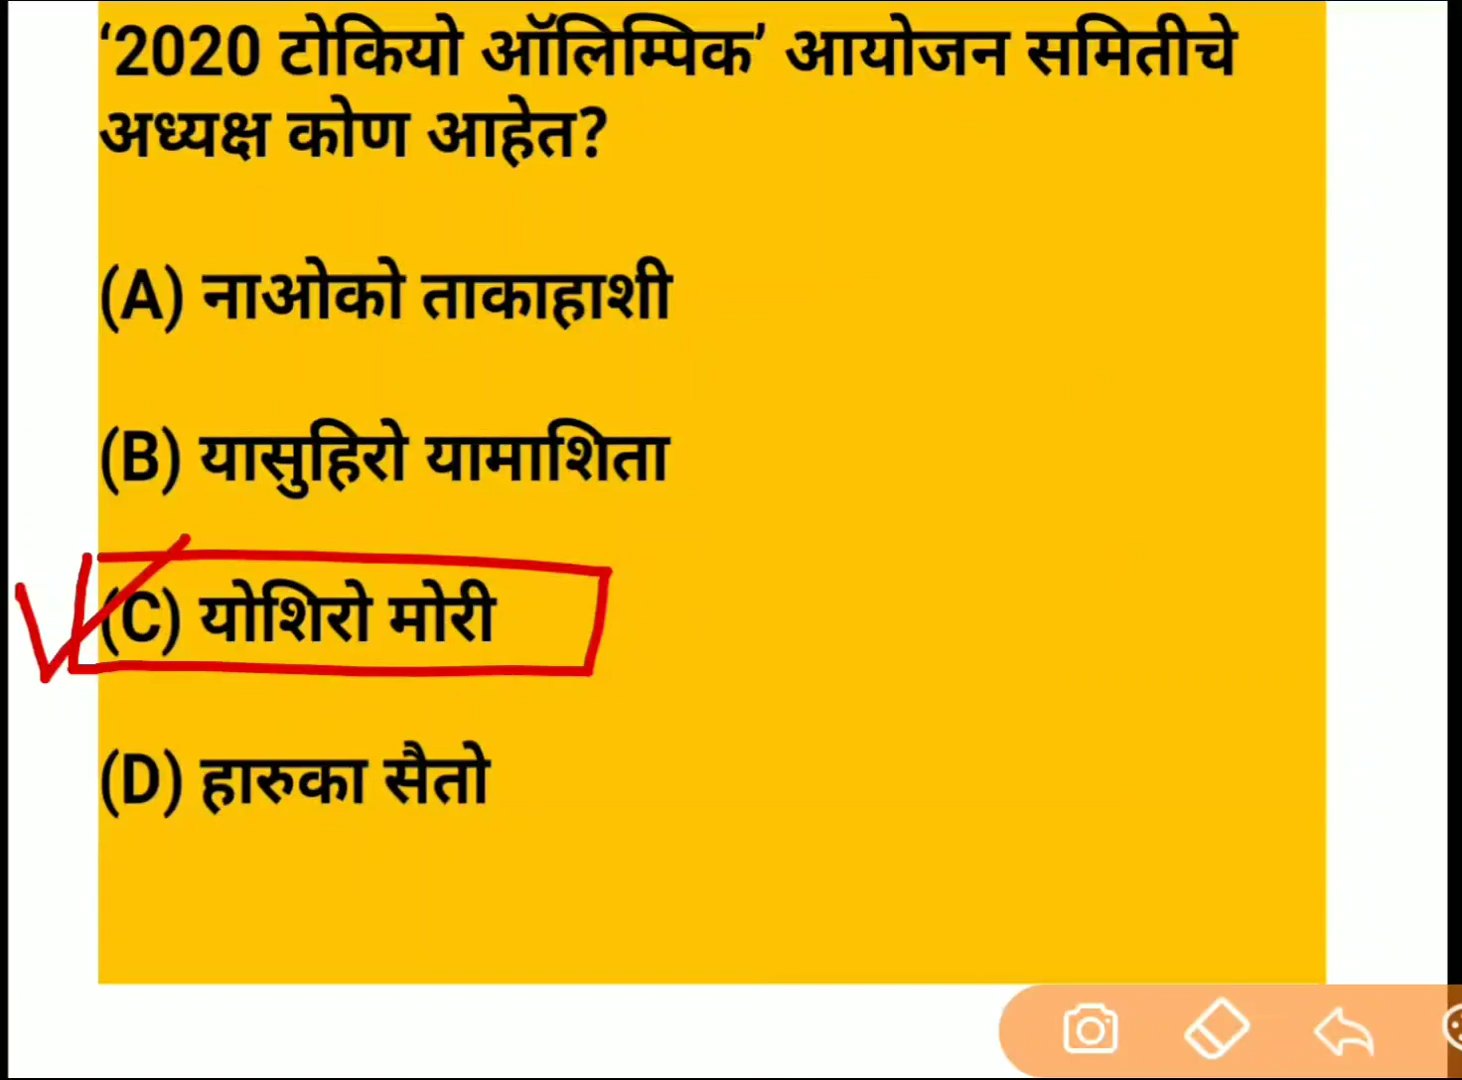 ‘2020 टोकियो ऑलिम्पिक’ आयोजन समितीचे
अध्यक्ष कोण आहेत?
(A) नाओको ताकाहाशी
(B) यासुहिरो यामाशिता
(C) योशिरो मोरी
(D) हारुका सैतो